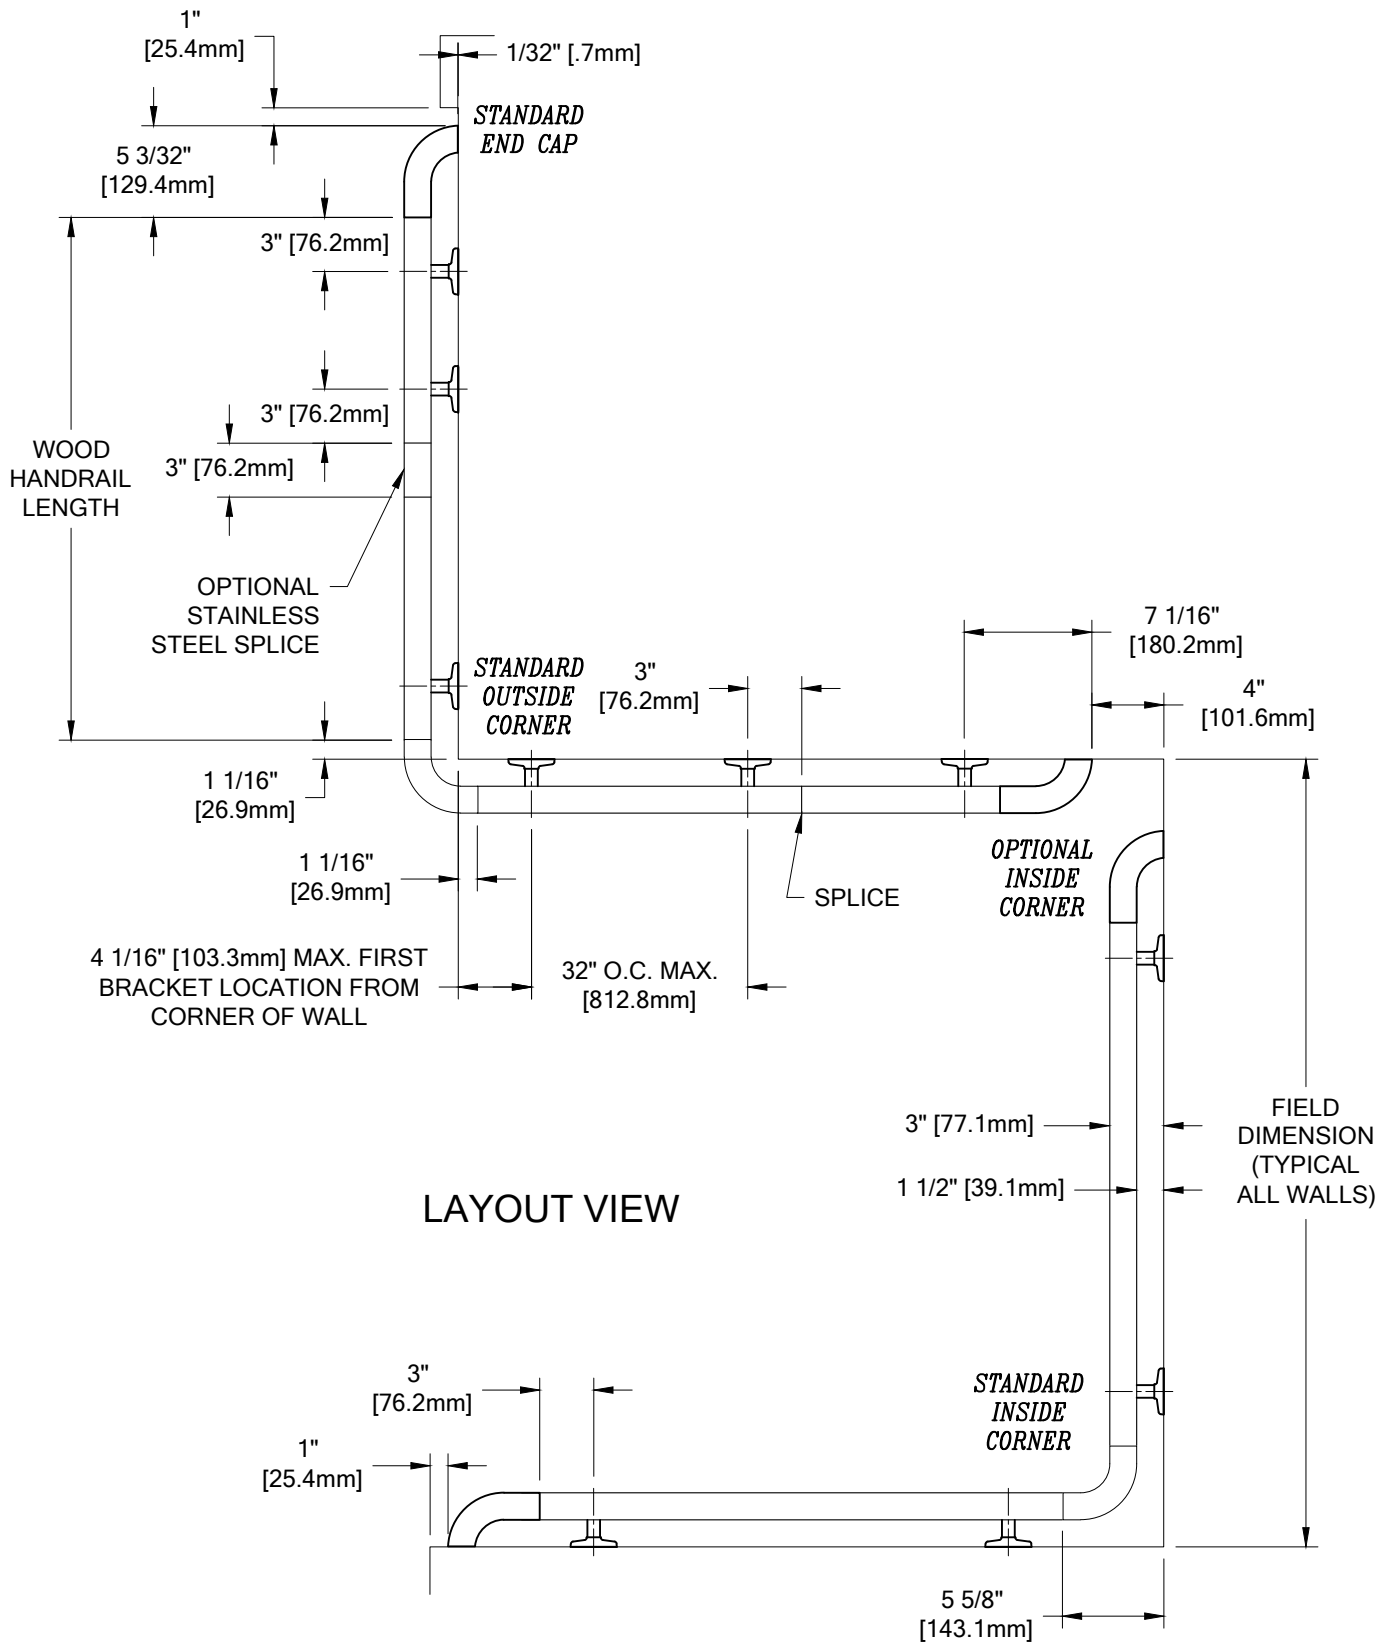 1"
[25.4mm]
1/32" [.7mm]
STANDARD
END CAP
5 3/32"
[129.4mm]
3" [76.2mm]
3" [76.2mm]
WOOD
HANDRAIL
LENGTH
3" [76.2mm]
OPTIONAL
STAINLESS
STEEL SPLICE
STANDARD
OUTSIDE
CORNER
3"
[76.2mm]
7 1/16"
[180.2mm]
4"
[101.6mm]
1 1/16"
[26.9mm]
1 1/16"
[26.9mm]
SPLICE
OPTIONAL
INSIDE
CORNER
4 1/16" [103.3mm] MAX. FIRST
BRACKET LOCATION FROM
CORNER OF WALL
32" O.C. MAX.
[812.8mm]
3" [77.1mm]
1 1/2" [39.1mm]
FIELD
DIMENSION
(TYPICAL
ALL WALLS)
LAYOUT VIEW
3"
[76.2mm]
STANDARD
INSIDE
CORNER
1"
[25.4mm]
5 5/8"
[143.1mm]